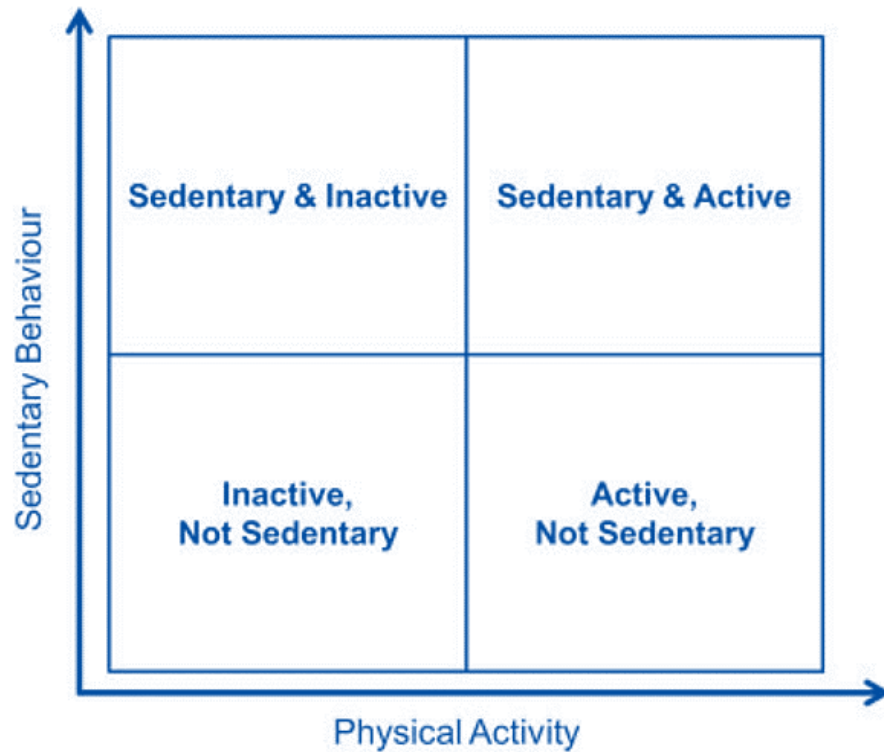 Sedentary Behaviour
Sedentary & Inactive
Sedentary & Active
Inactive,
Not Sedentary
Active,
Not Sedentary
Physical Activity